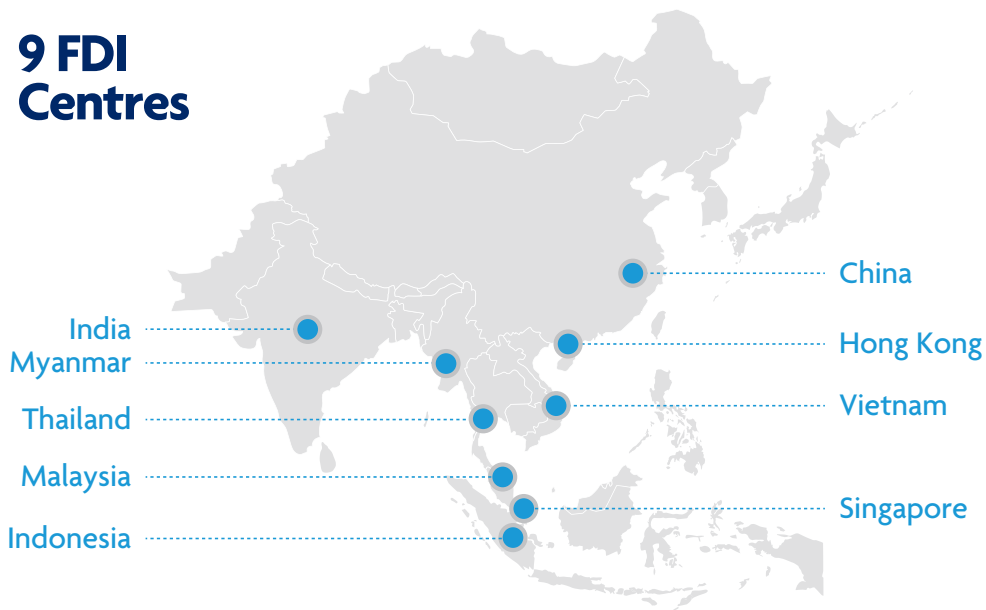 9 FDI
Centres
India
Myanmar
Thailand
Malaysia
Indonesia
China
Hong Kong
Vietnam
Singapore